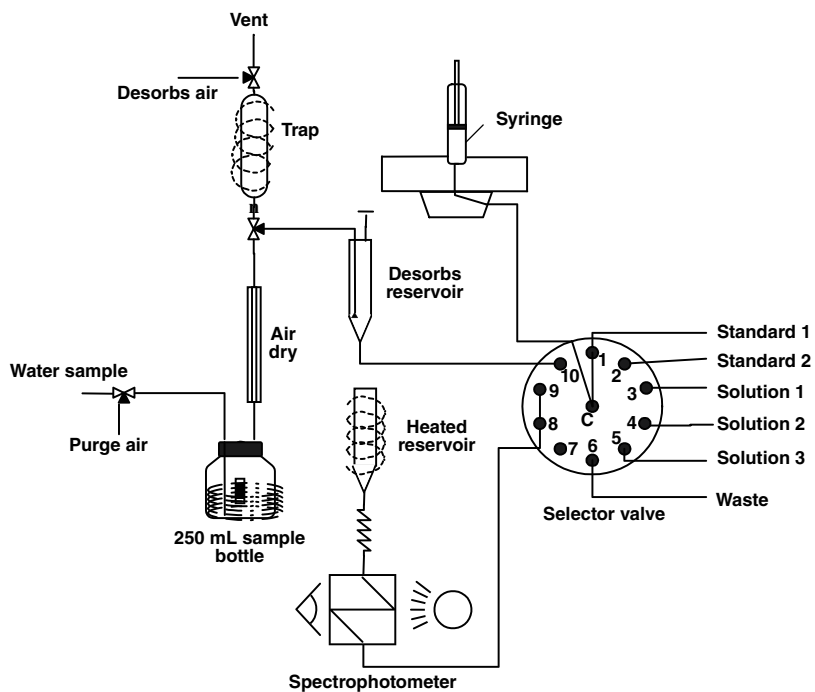 Vent
Desorbs air
Trap
Syringe
Desorbs
reservoir
Air
dry
Water sample
Purge air
250 mL sample
bottle
Heated
reservoir
Spectrophotometer
1
2
3
4
5
6
7
8
9
10
C
Selector valve
Standard 1
Standard 2
Solution 1
Solution 2
Solution 3
Waste